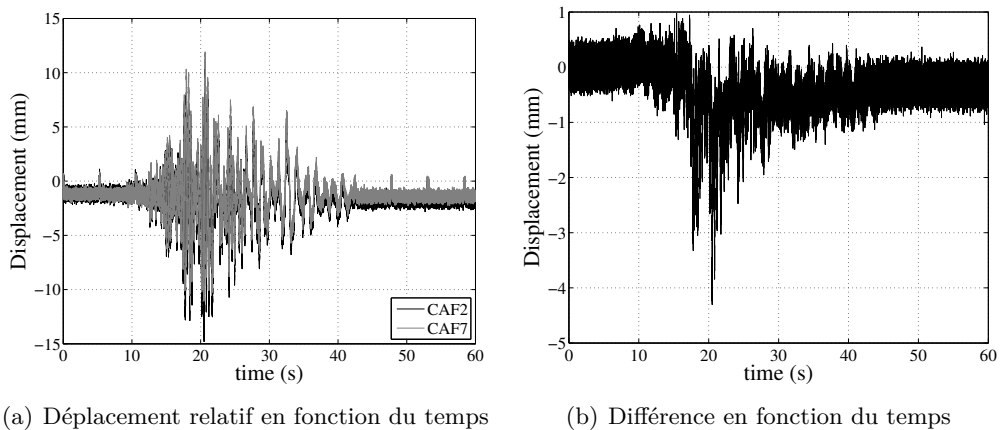 15
10
5
0
−5
−10
−15
0 10 20 30 40 50 60
time (s)
Displacement (mm)
CAF2
CAF7
1
0
−1
−2
−3
−4
−5
0 10 20 30 40 50 60
time (s)
Displacement (mm)
(a) Déplacement relatif en fonction du temps
(b) Différence en fonction du temps